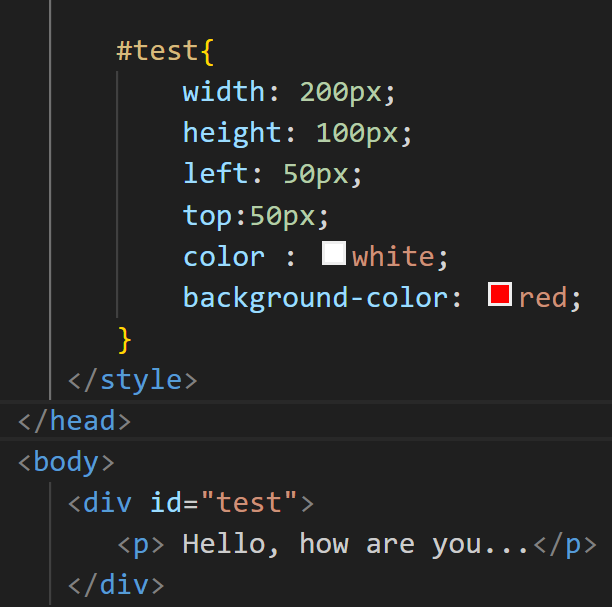 #test{
width: 200px;
height: 100px;
left: 50px;
top:50px;
color : white;
background-color: red;
}
</style>
</head>
<body>
<div id="test">
<p> Hello, how are you...</p>
</div>